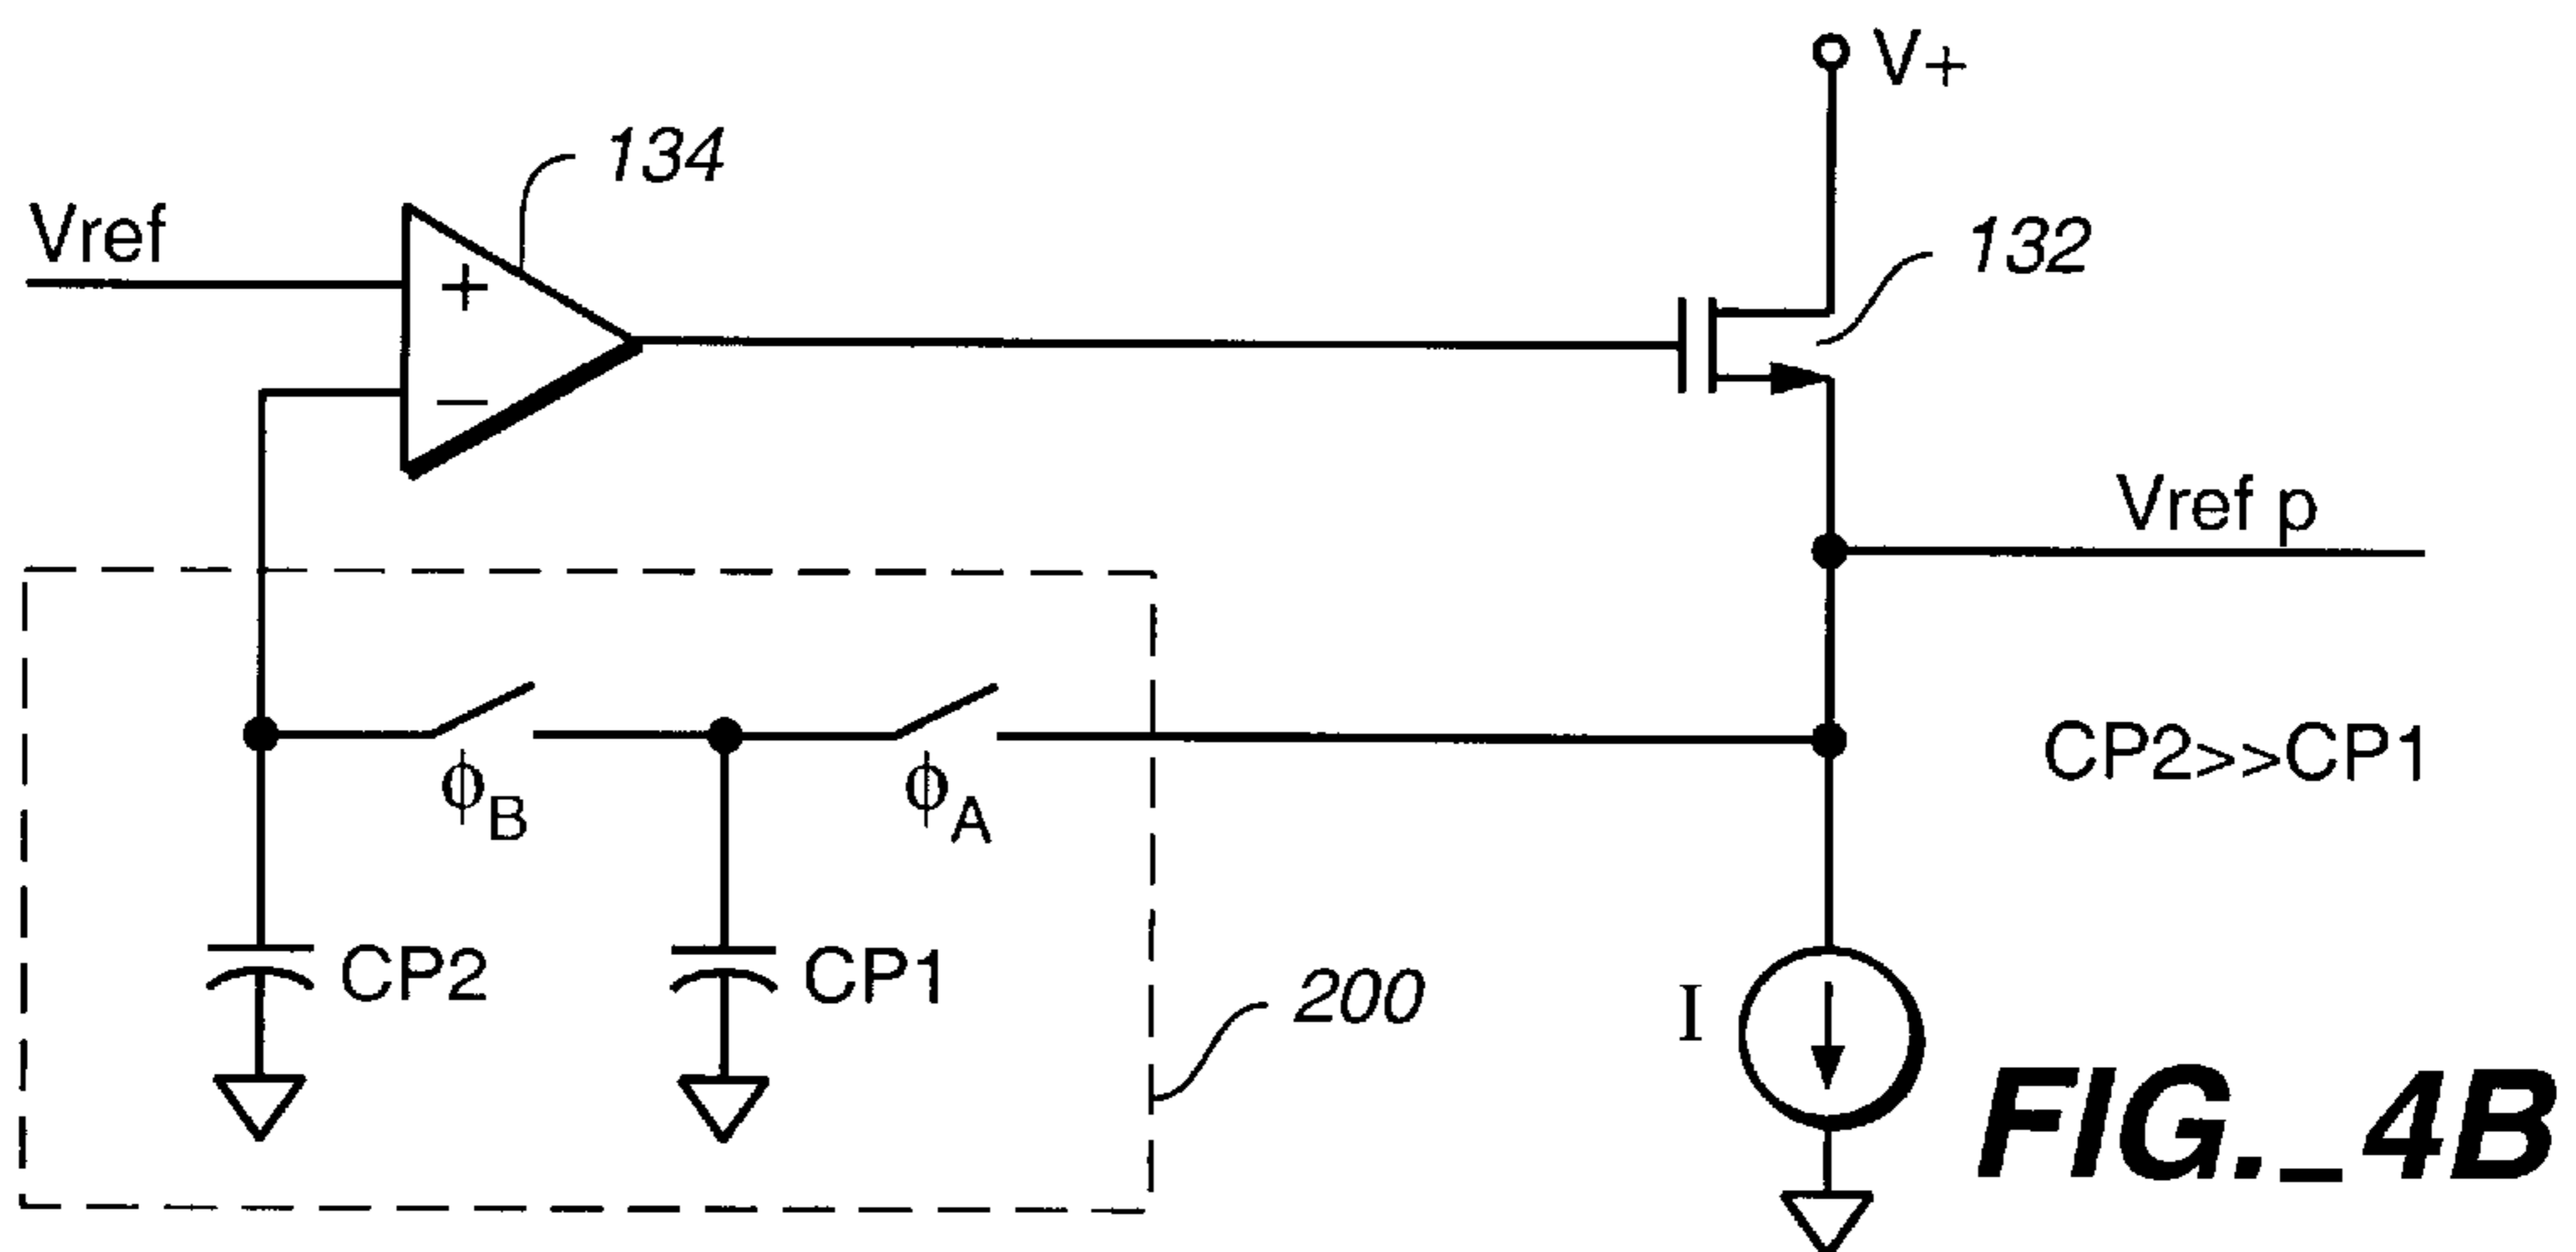 V+
134
Vref
132
+
−
Vref p
CP2>>CP1
ϕB
ϕA
CP2
CP1
200
I
FIG._4B